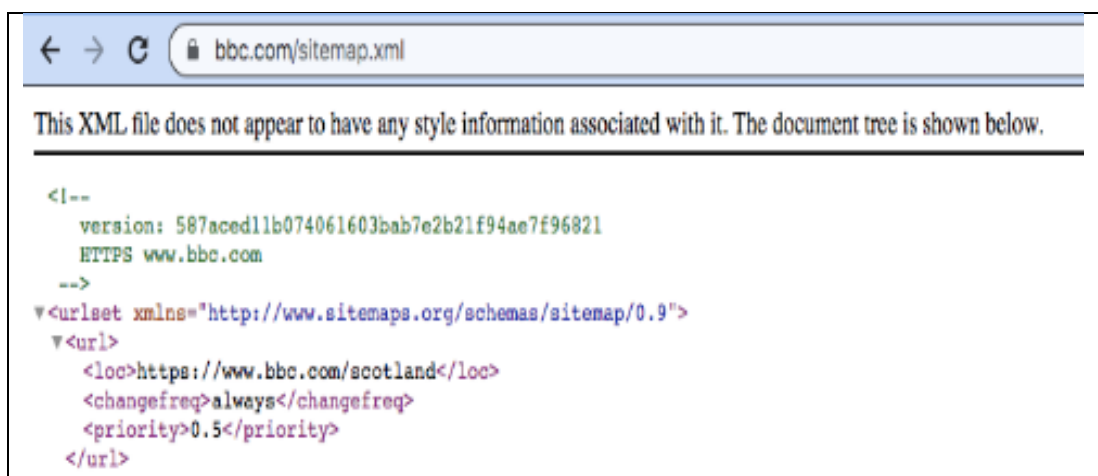 bbc.com/sitemap.xml
This XML file does not appear to have any style information associated with it. The document tree is shown below.
<!--
version: 587aced11b074061603bab7e2b21f94ae7f96821
HTTPS www.bbc.com
-->
▼<urlset xmlns="http://www.sitemaps.org/schemas/sitemap/0.9">
▼<url>
<loc>https://www.bbc.com/scotland</loc>
<changefreq>always</changefreq>
<priority>0.5</priority>
</url>